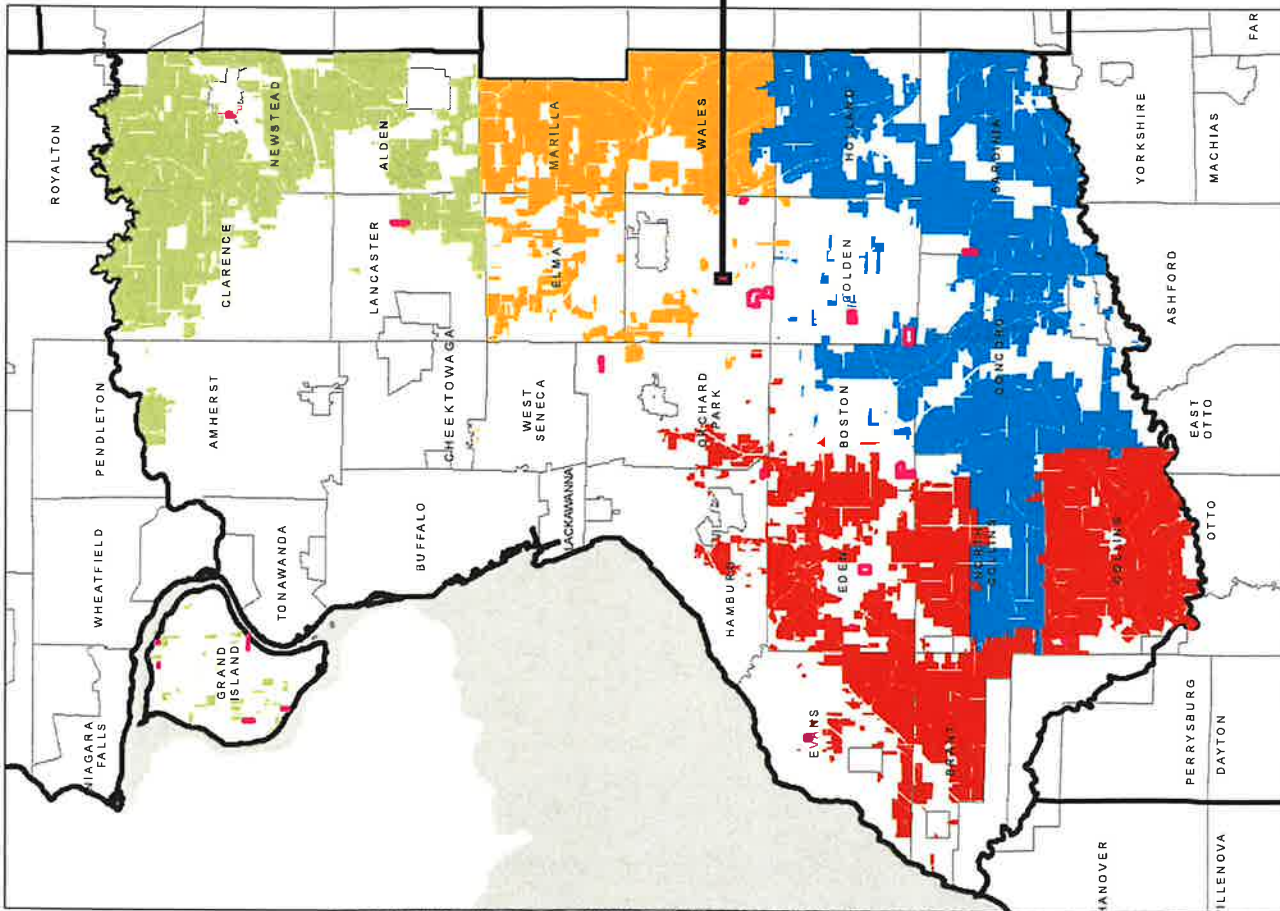 ROYALTON
NIAGARA
FALLS
WHEATFIELD
PENDLETON
GRAND
ISLAND
AMHERST
CLARENCE
NEWSTEAD
TONAWANDA
LANCASTER
ALDEN
BUFFALO
CHEEKTOWAGA
WEST
SENECA
ELMA
MARILLA
LACKAWANNA
ORCHARD
PARK
WALES
HAMBURG
EVANS
EDEN
BOSTON
COLDEN
HOLLAND
BRANT
NORTH
COLLINS
CONCORD
SARDINIA
HANOVER
COLLINS
YORKSHIRE
ASHFORD
PERRYSBURG
EAST
OTTO
OTTO
MACHIAS
DAYTON
ILLENOVA
FAR